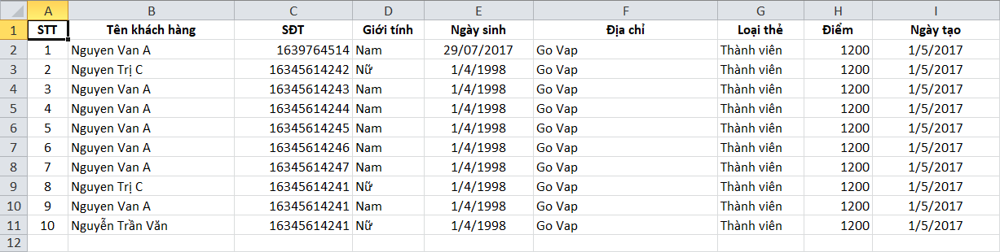 A B C D E F G H I
1 STT Tên khách hàng SĐT Giới tính Ngày sinh Địa chỉ Loại thẻ Điểm Ngày tạo
2 1 Nguyen Van A 1639764514 Nam 29/07/2017 Go Vap Thành viên 1200 1/5/2017
3 2 Nguyen Trị C 16345614242 Nữ 1/4/1998 Go Vap Thành viên 1200 1/5/2017
4 3 Nguyen Van A 16345614243 Nam 1/4/1998 Go Vap Thành viên 1200 1/5/2017
5 4 Nguyen Van A 16345614244 Nam 1/4/1998 Go Vap Thành viên 1200 1/5/2017
6 5 Nguyen Van A 16345614245 Nam 1/4/1998 Go Vap Thành viên 1200 1/5/2017
7 6 Nguyen Van A 16345614246 Nam 1/4/1998 Go Vap Thành viên 1200 1/5/2017
8 7 Nguyen Van A 16345614247 Nam 1/4/1998 Go Vap Thành viên 1200 1/5/2017
9 8 Nguyen Trị C 16345614241 Nữ 1/4/1998 Go Vap Thành viên 1200 1/5/2017
10 9 Nguyen Van A 16345614241 Nam 1/4/1998 Go Vap Thành viên 1200 1/5/2017
11 10 Nguyễn Trần Văn 16345614241 Nữ 1/4/1998 Go Vap Thành viên 1200 1/5/2017
12